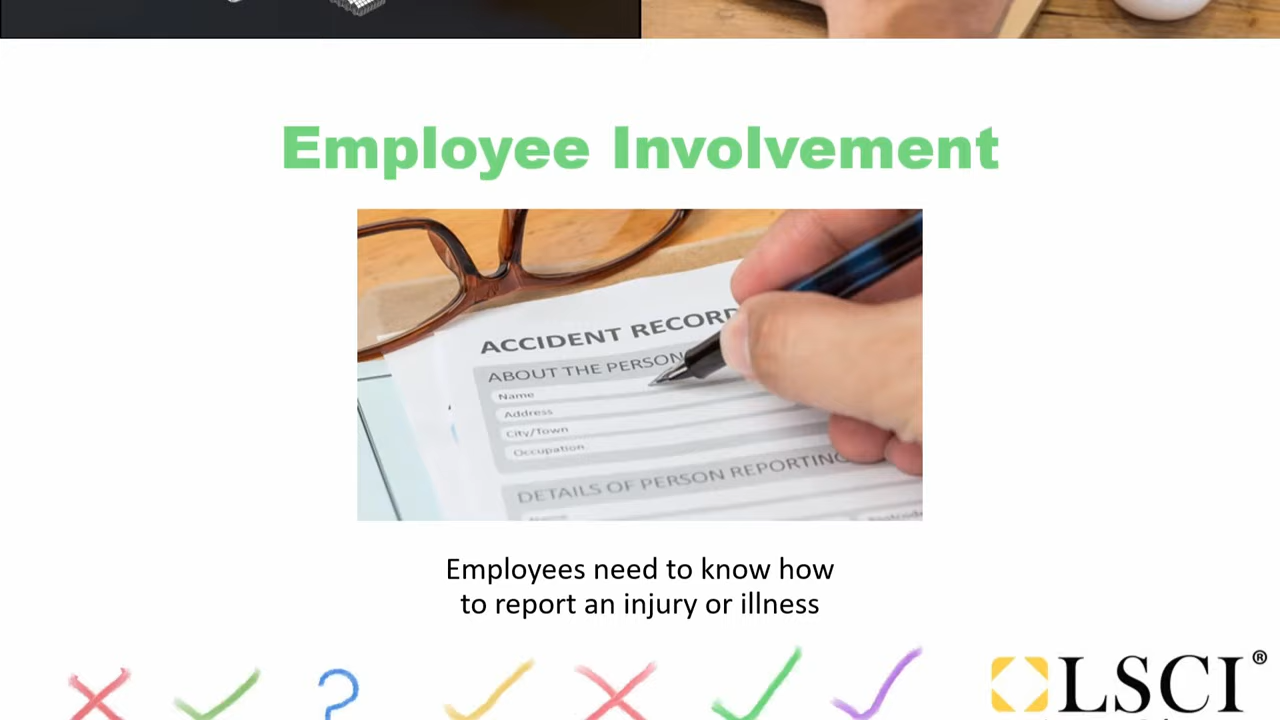 Employee Involvement
ACCIDENT RECORD
ABOUT THE PERSON
Name
Address
City/Town
Occupation
DETAILS OF PERSON REPORTING
Employees need to know how
to report an injury or illness
?
LSCI®